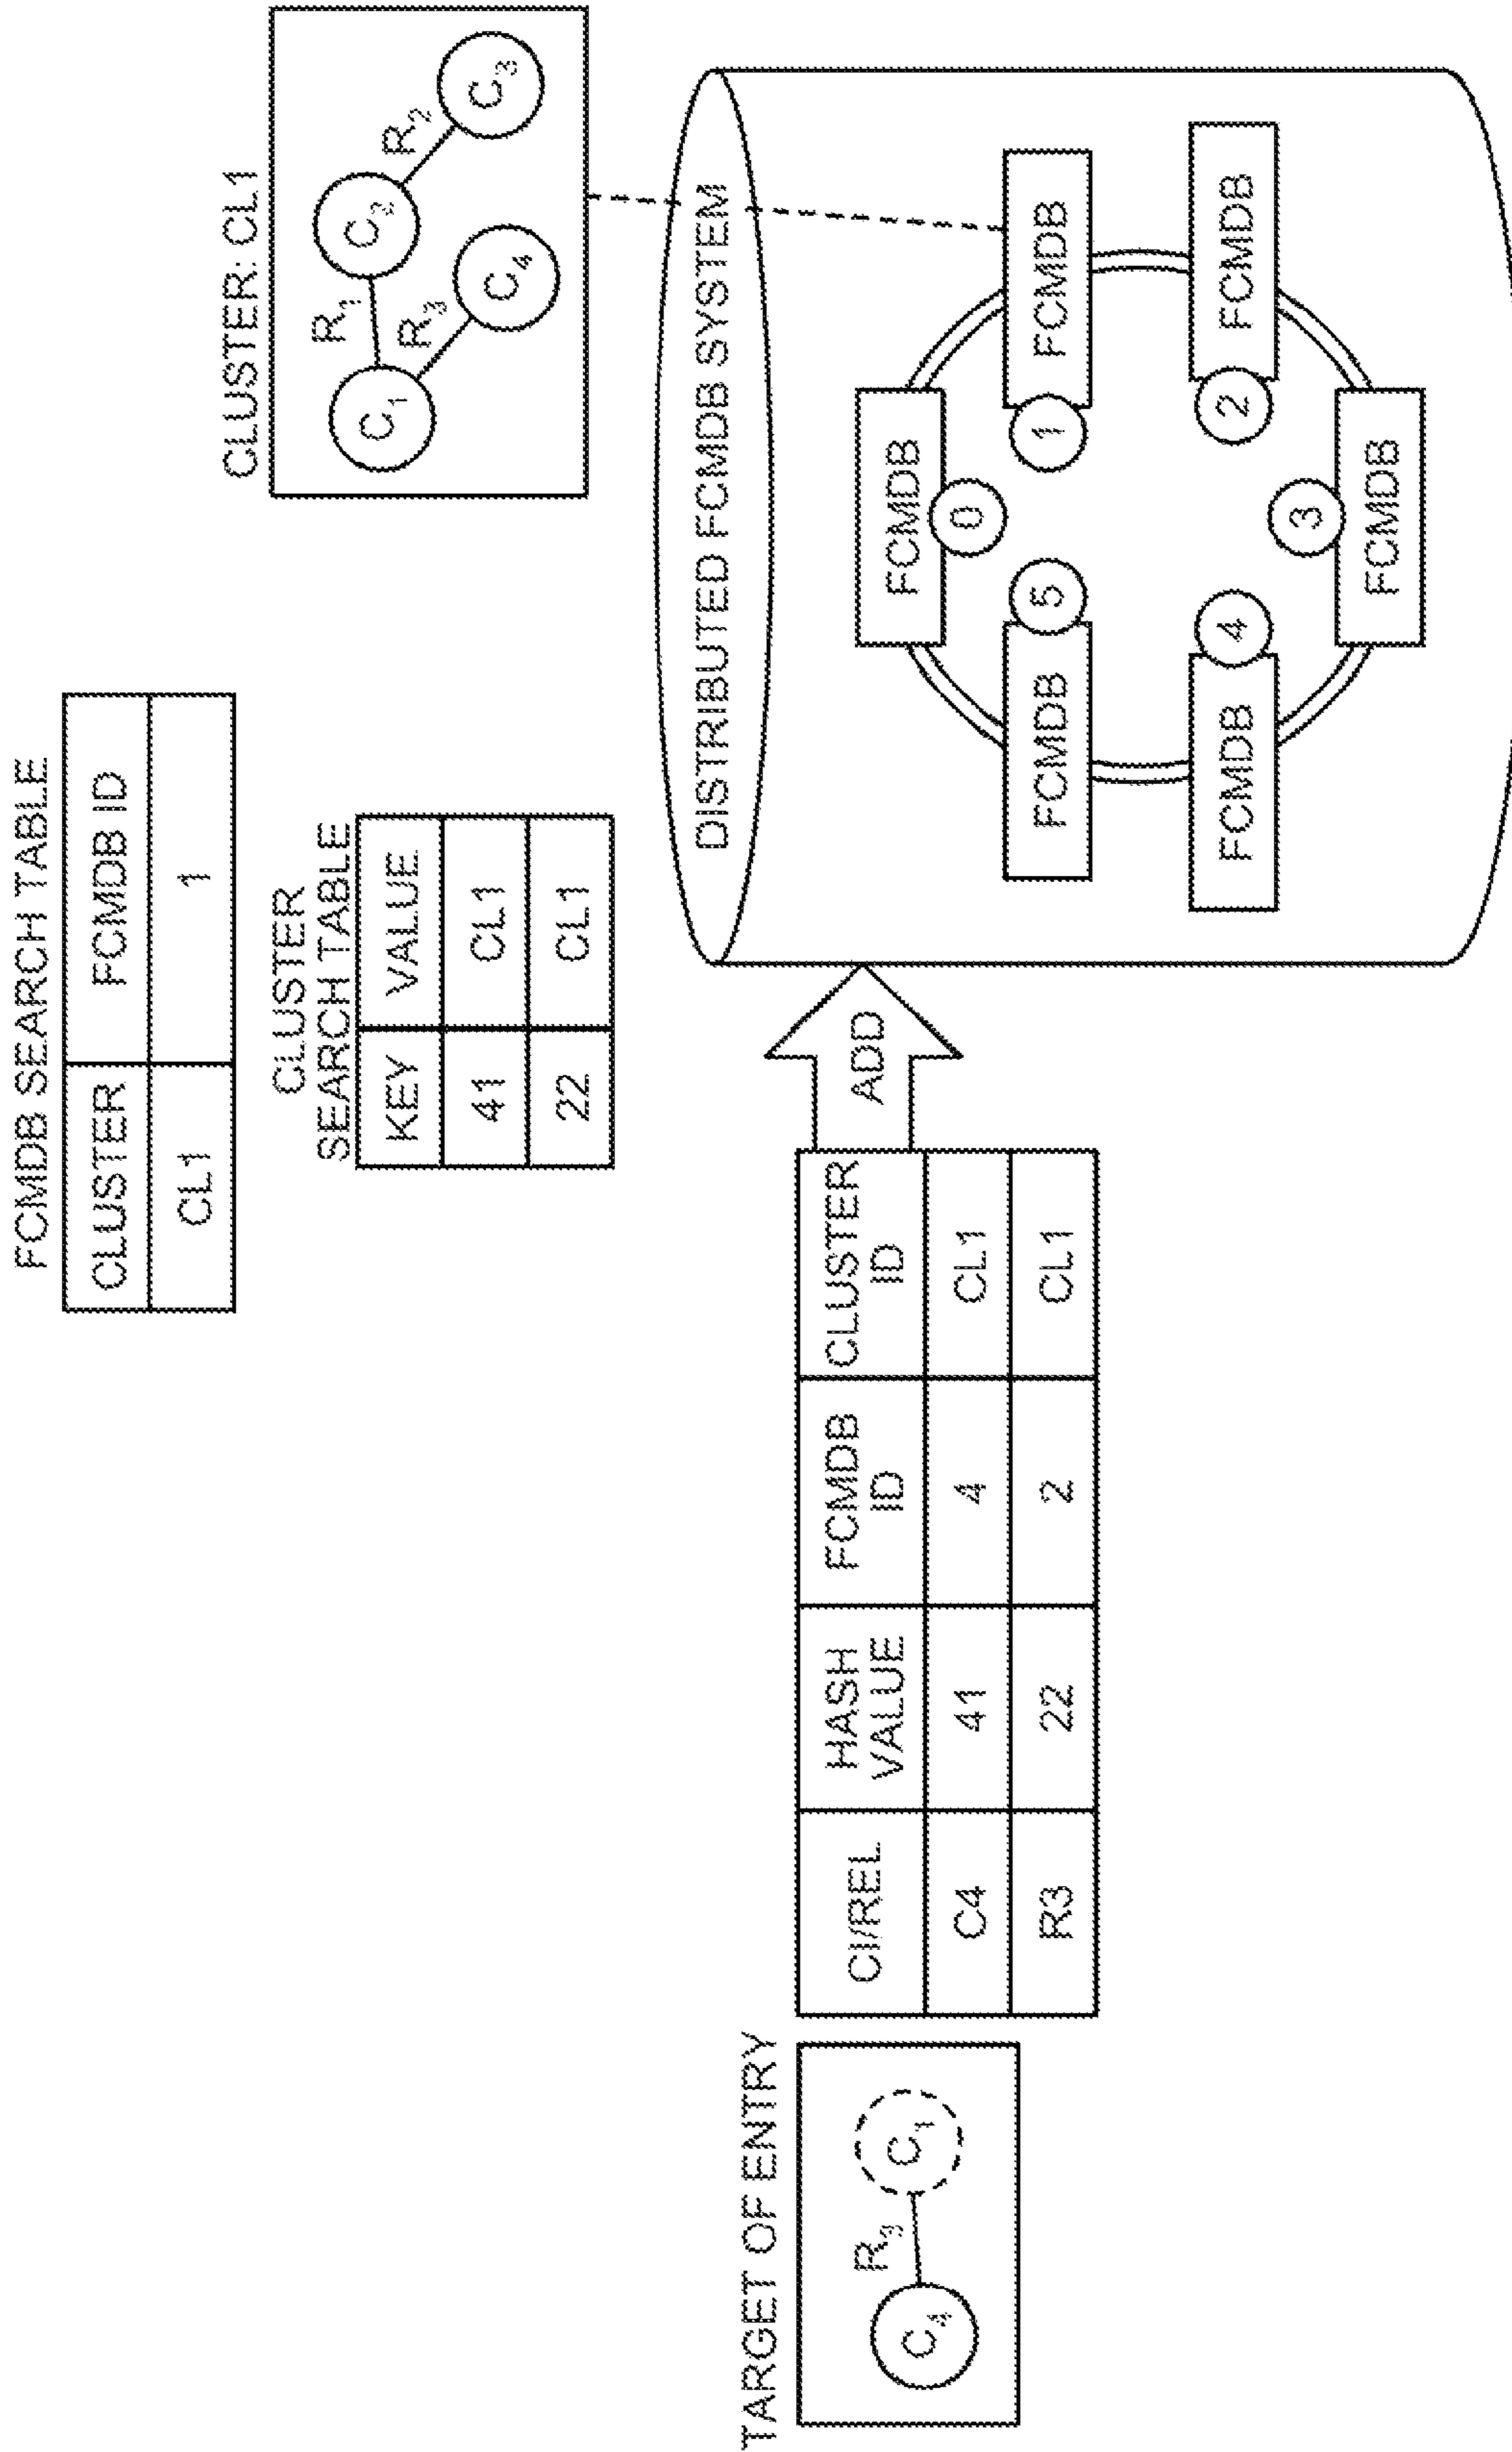 FCMDB SEARCH TABLE
CLUSTER FCMDB ID
CL1 1
CLUSTER
SEARCH TABLE
KEY VALUE
41 CL1
22 CL1
CLUSTER: CL1
C1 R1 C2 R2 C3
R3 C4
TARGET OF ENTRY
C4 R3 C1
CI/REL HASH VALUE FCMDB ID CLUSTER ID
C4 41 4 CL1
R3 22 2 CL1
ADD
DISTRIBUTED FCMDB SYSTEM
FCMDB
0
FCMDB
1
FCMDB
2
FCMDB
3
FCMDB
4
FCMDB
5